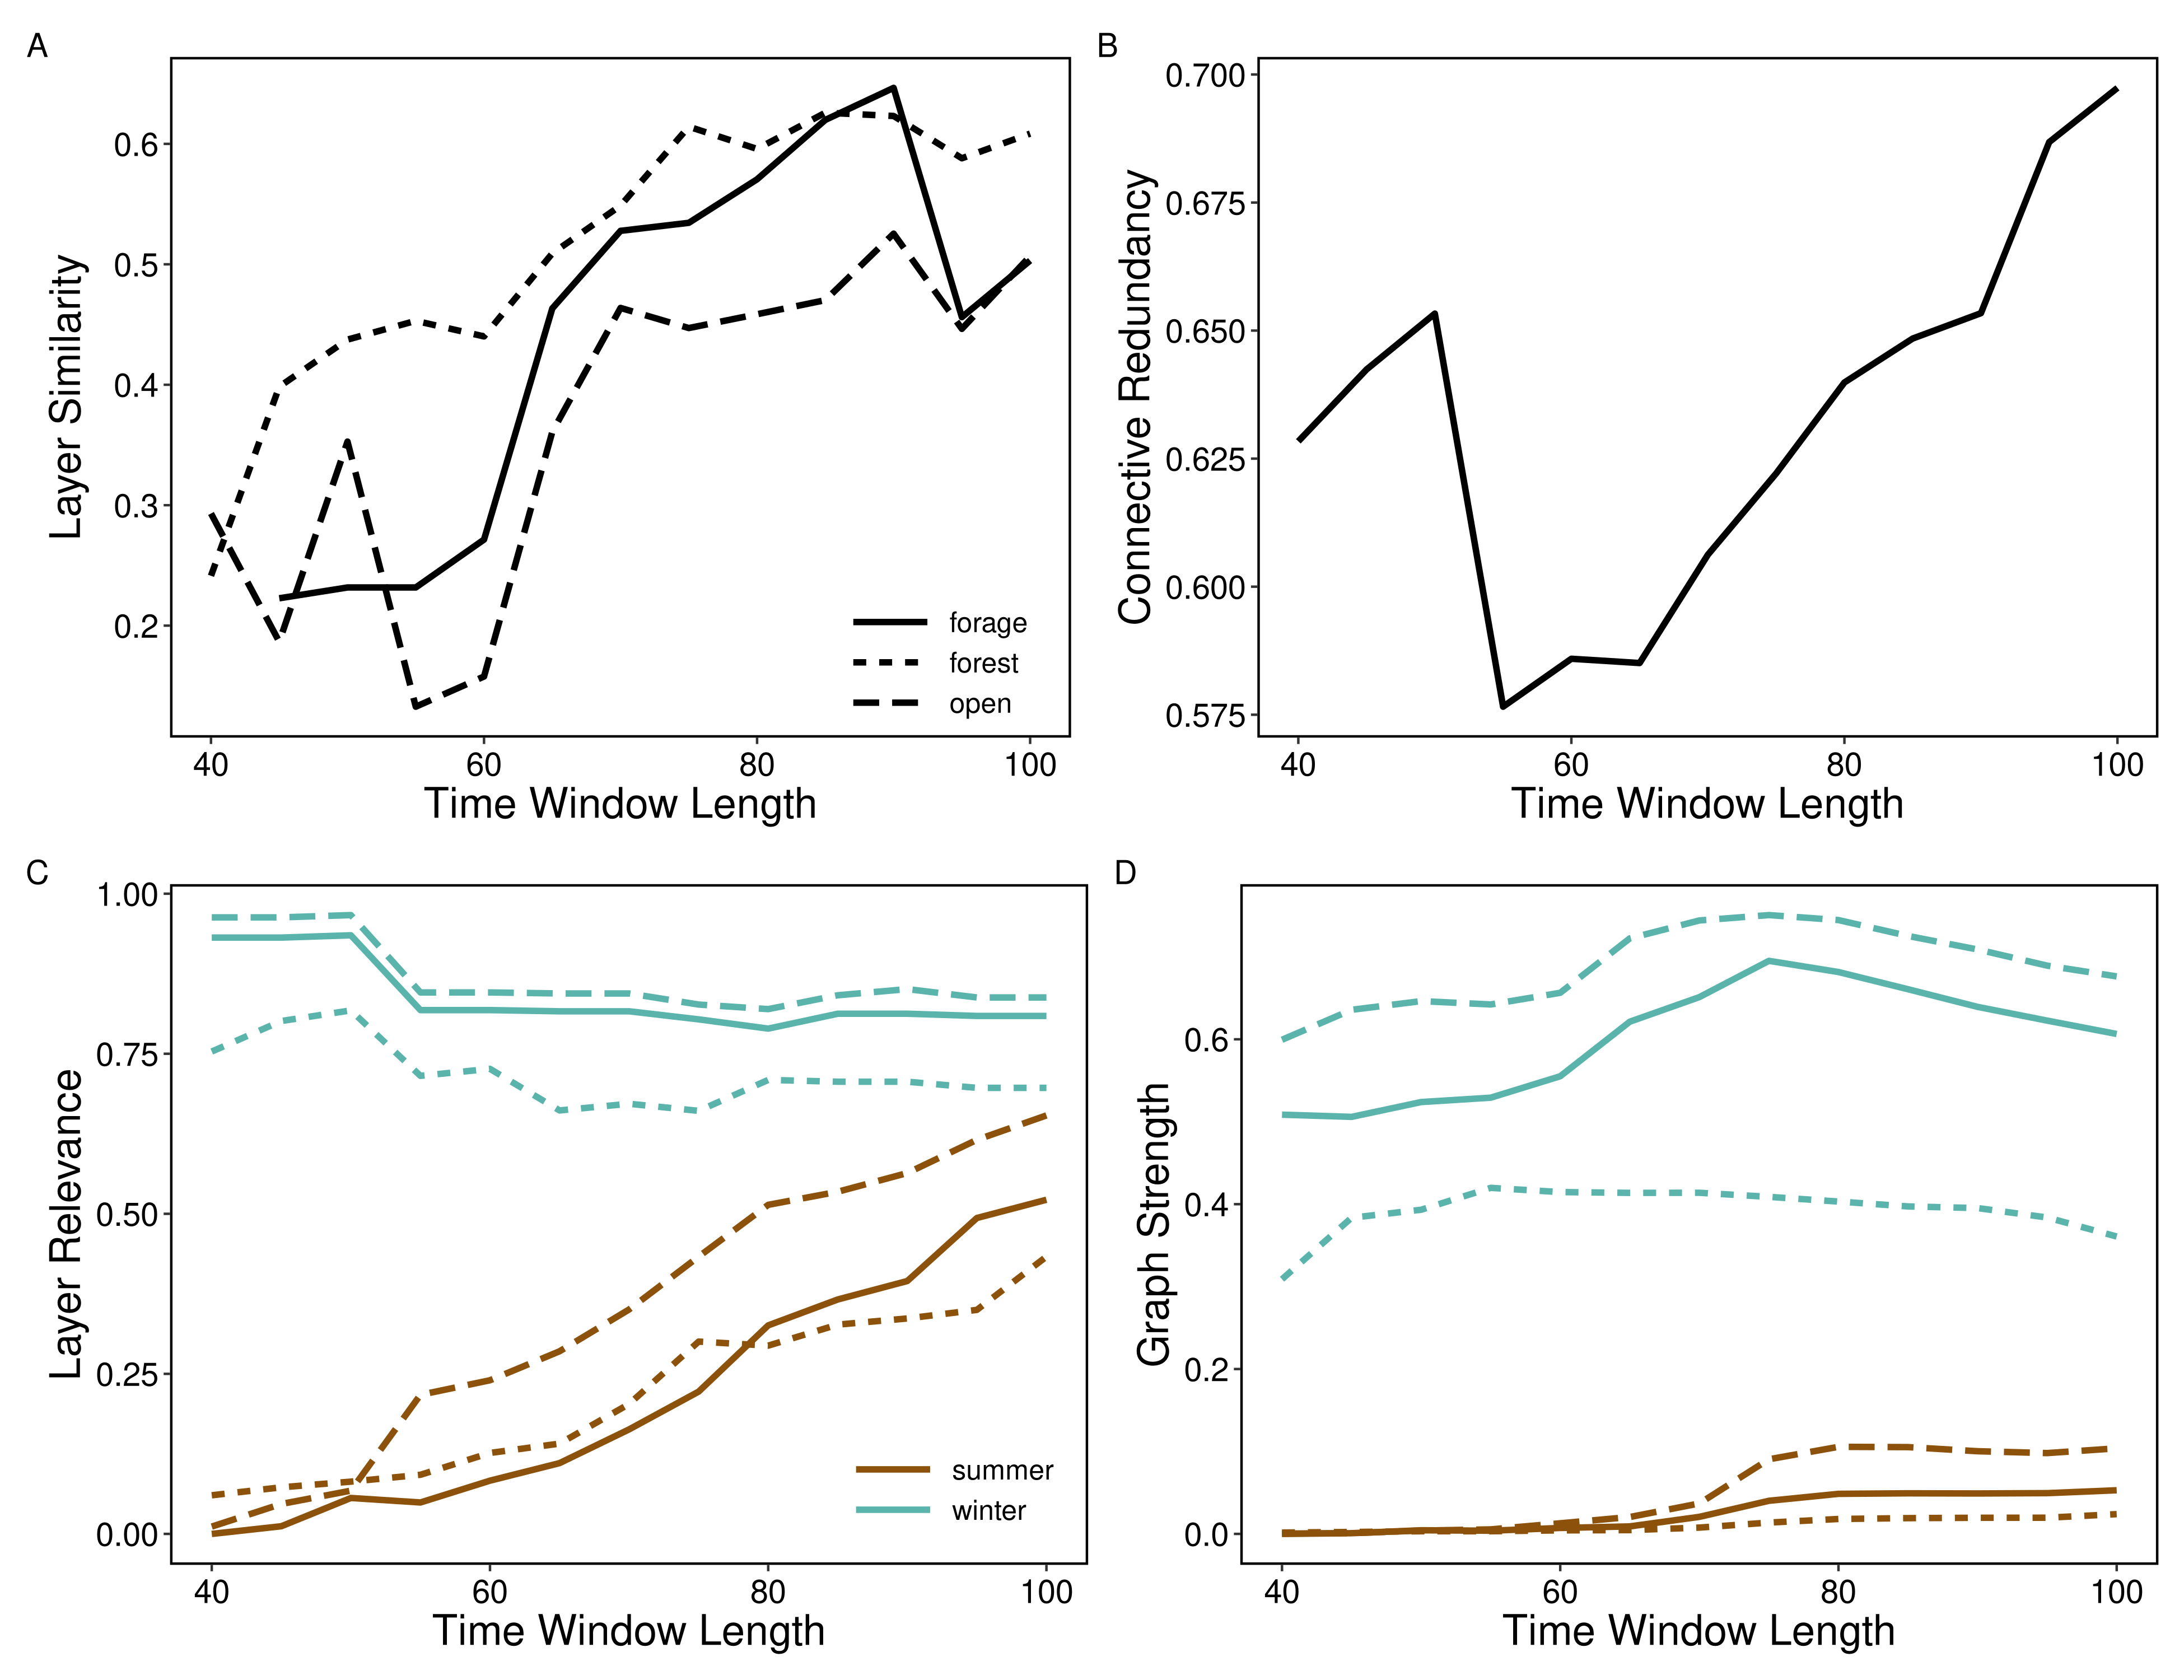 A
Layer Similarity
0.6
0.5
0.4
0.3
0.2
forage
forest
open
40 60 80 100
Time Window Length
B
Connective Redundancy
0.700
0.675
0.650
0.625
0.600
0.575
40 60 80 100
Time Window Length
C
Layer Relevance
1.00
0.75
0.50
0.25
0.00
summer
winter
40 60 80 100
Time Window Length
D
Graph Strength
0.6
0.4
0.2
0.0
40 60 80 100
Time Window Length